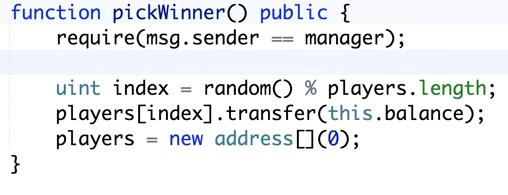 function pickWinner() public {
    require(msg.sender == manager);

    uint index = random() % players.length;
    players[index].transfer(this.balance);
    players = new address[](0);
}